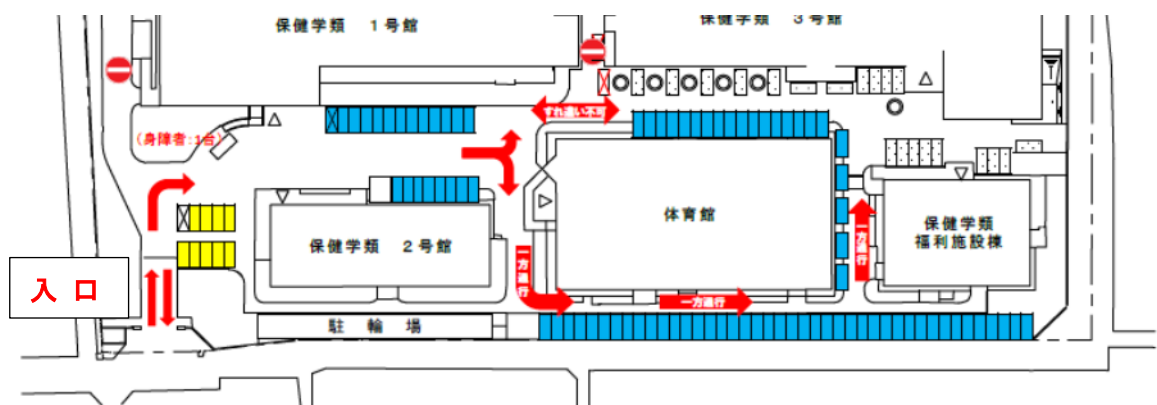 保健学類 1号館
保健学類 3号館
すれ違い不可
(身障者:1台)
体育館
保健学類 2号館
保健学類
福利施設棟
一方通行
一方通行
一方通行
入口
駐輪場